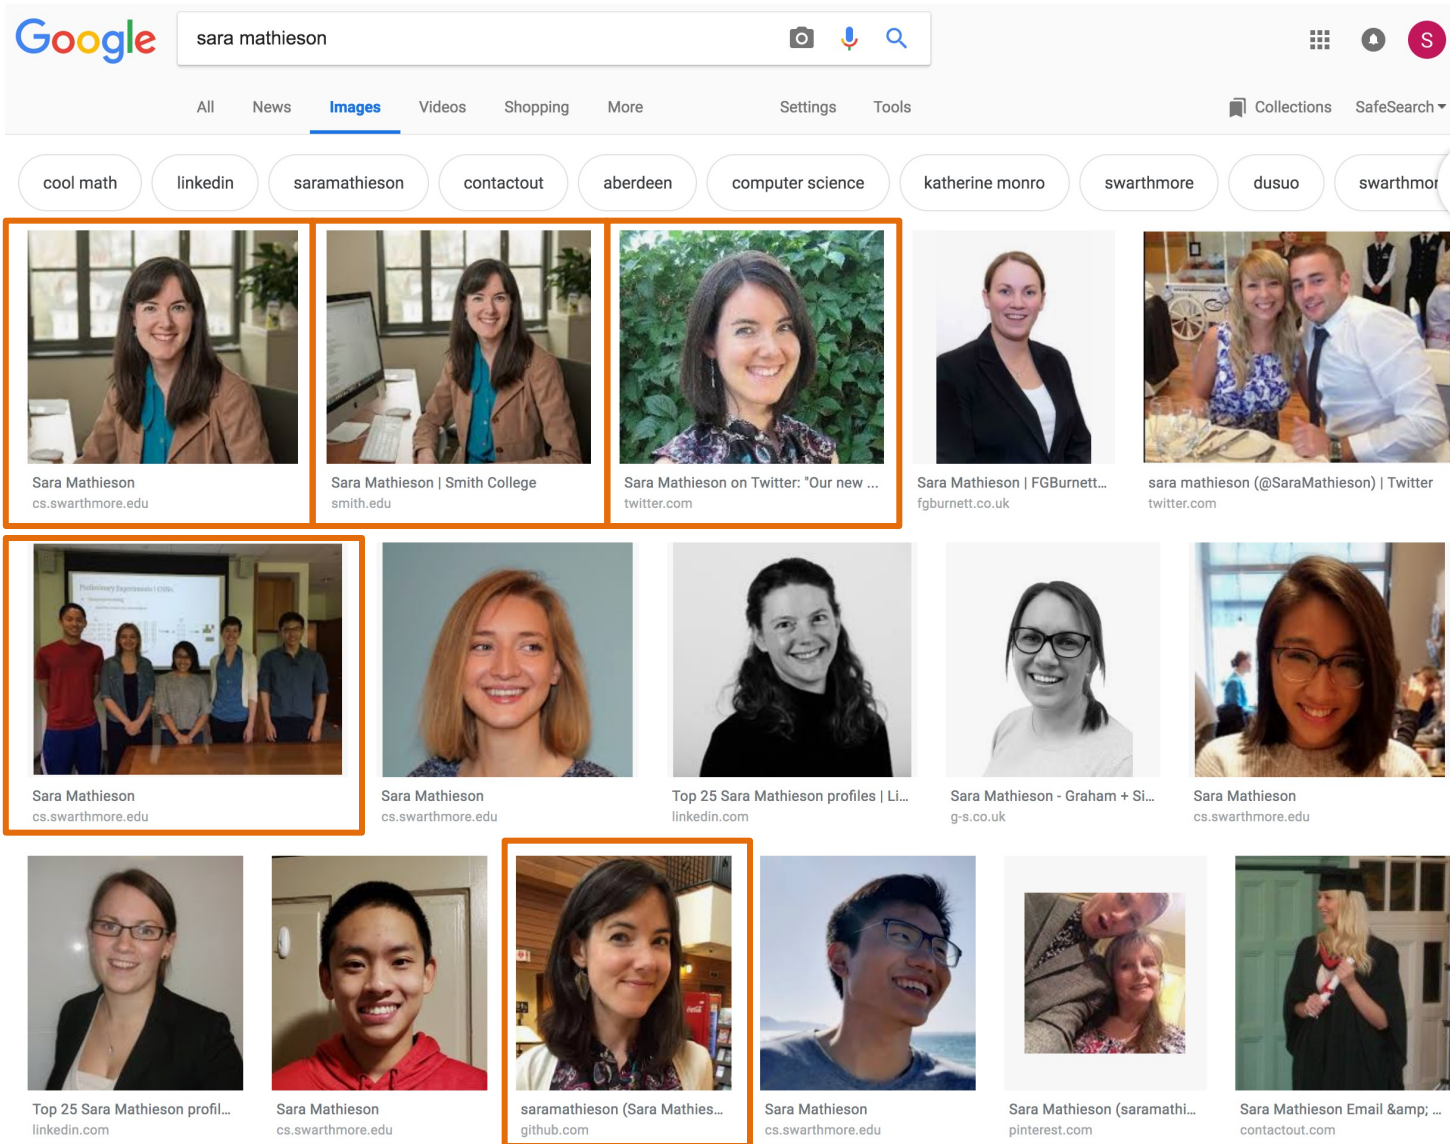 Google
sara mathieson
S
All News Images Videos Shopping More Settings Tools Collections SafeSearch
cool math linkedin saramathieson contactout aberdeen computer science katherine monro swarthmore dusuo swarthmor
Sara Mathieson
cs.swarthmore.edu
Sara Mathieson | Smith College
smith.edu
Sara Mathieson on Twitter: "Our new ...
twitter.com
Sara Mathieson | FGBurnett...
fgburnett.co.uk
sara mathieson (@SaraMathieson) | Twitter
twitter.com
Preliminary Experiments | CNNs
Sara Mathieson
cs.swarthmore.edu
Sara Mathieson
cs.swarthmore.edu
Top 25 Sara Mathieson profiles | Li...
linkedin.com
Sara Mathieson - Graham + Si...
g-s.co.uk
Sara Mathieson
cs.swarthmore.edu
Top 25 Sara Mathieson profil...
linkedin.com
Sara Mathieson
cs.swarthmore.edu
saramathieson (Sara Mathies...
github.com
Sara Mathieson
cs.swarthmore.edu
Sara Mathieson (saramathi...
pinterest.com
Sara Mathieson Email &amp; ...
contactout.com